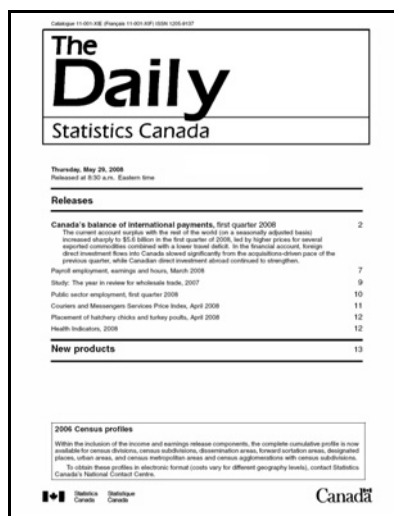 Catalogue 11-001-XIE (Français 11-001-XIF) ISSN 1205-9137
The
Daily
Statistics Canada
Thursday, May 29, 2008
Released at 8:30 a.m. Eastern time
Releases
Canada's balance of international payments, first quarter 2008 2
The current account surplus with the rest of the world (on a seasonally adjusted basis)
increased sharply to $5.6 billion in the first quarter of 2008, led by higher prices for several
exported commodities combined with a lower travel deficit. In the financial account, foreign
direct investment flows into Canada slowed significantly from the acquisitions-driven pace of the
previous quarter, while Canadian direct investment abroad continued to strengthen.
Payroll employment, earnings and hours, March 2008 7
Study: The year in review for wholesale trade, 2007 9
Public sector employment, first quarter 2008 10
Couriers and Messengers Services Price Index, April 2008 11
Placement of hatchery chicks and turkey poults, April 2008 12
Health Indicators, 2008 12
New products 13
2006 Census profiles
Within the inclusion of the income and earnings release components, the complete cumulative profile is now
available for census divisions, census subdivisions, dissemination areas, forward sortation areas, designated
places, urban areas, and census metropolitan areas and census agglomerations with census subdivisions.
To obtain these profiles in electronic format (costs vary for different geography levels), contact Statistics
Canada's National Contact Centre.
Statistics Statistique
Canada Canada
Canada